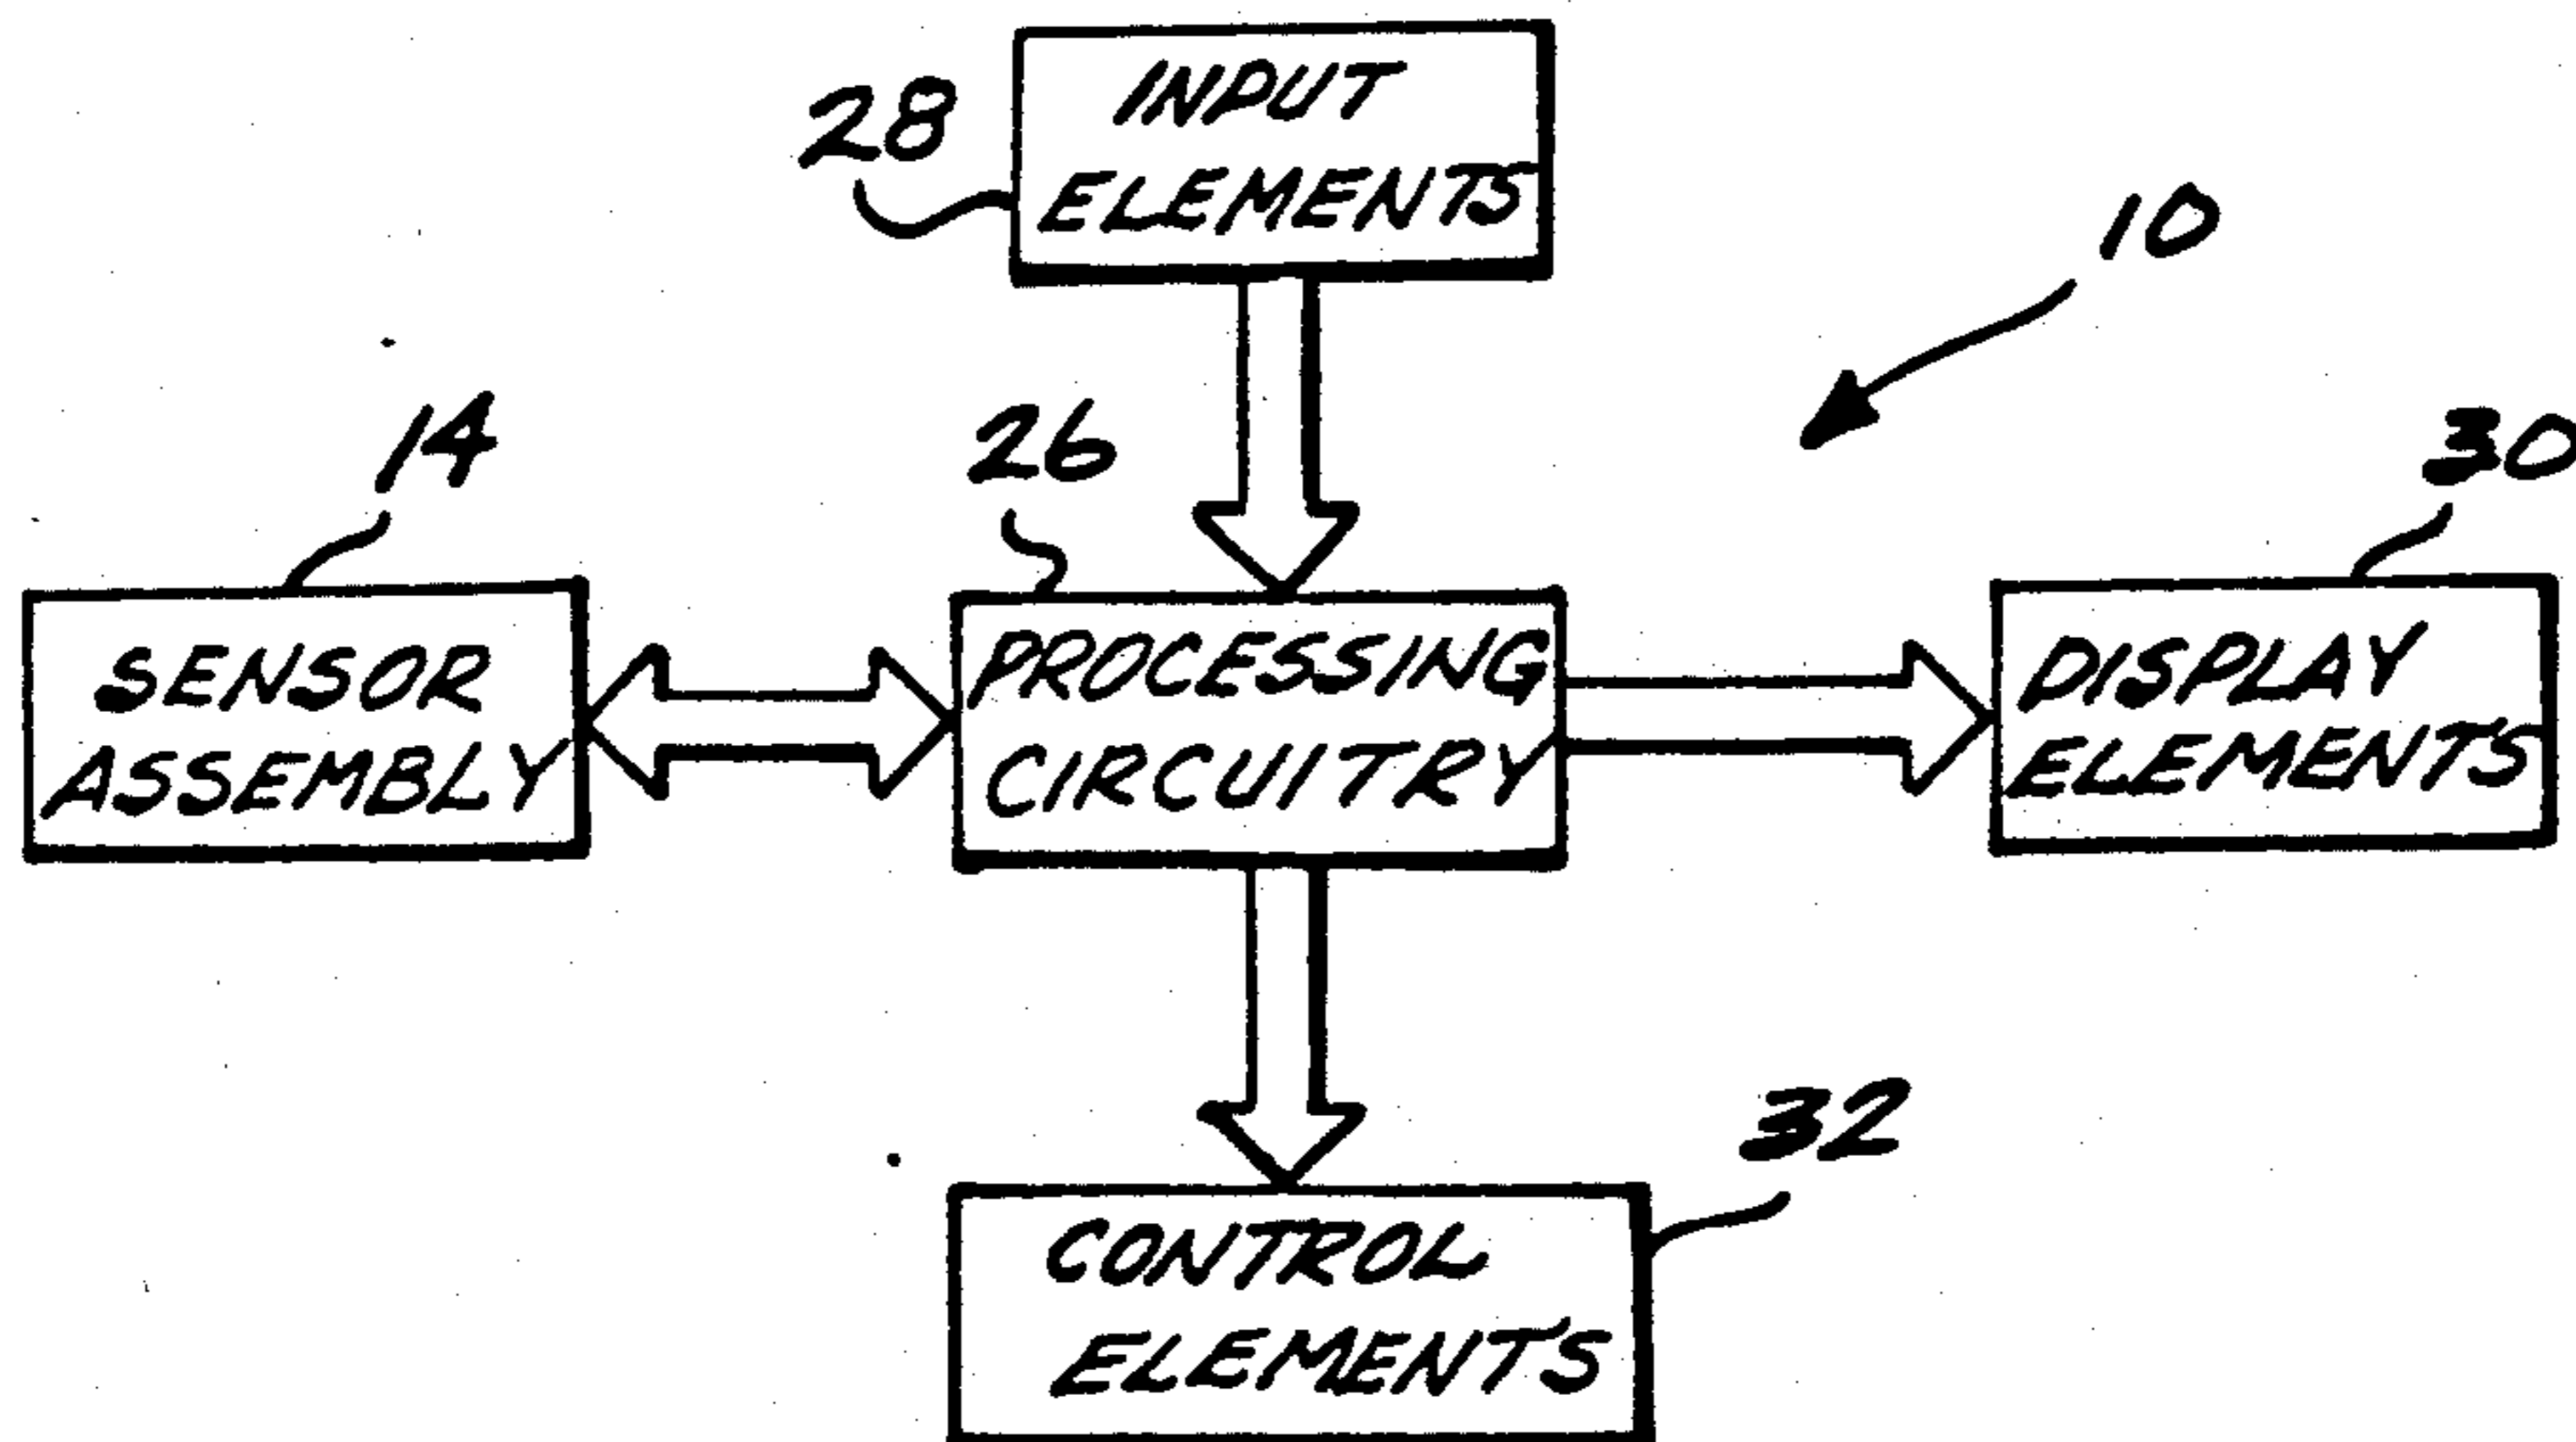 INPUT
ELEMENTS
28
10
14
26
30
SENSOR
ASSEMBLY
PROCESSING
CIRCUITRY
DISPLAY
ELEMENTS
32
CONTROL
ELEMENTS